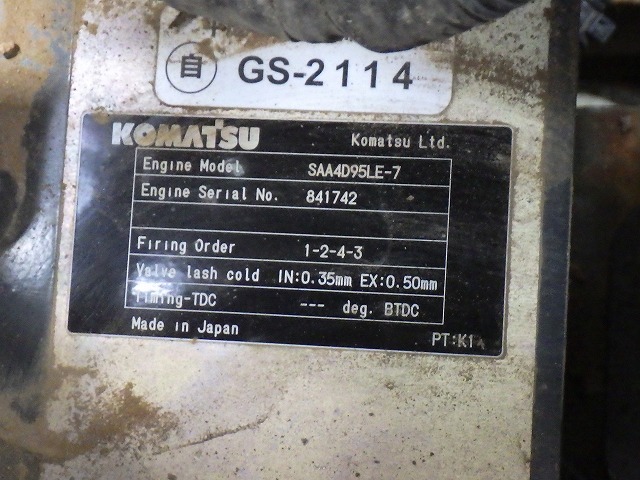 自 GS-2114
KOMATSU Komatsu Ltd.
Engine Model SAA4D95LE-7
Engine Serial No. 841742
Firing Order 1-2-4-3
Valve lash cold IN:0.35mm EX:0.50mm
Timing-TDC --- deg. BTDC
Made in Japan PT:K1